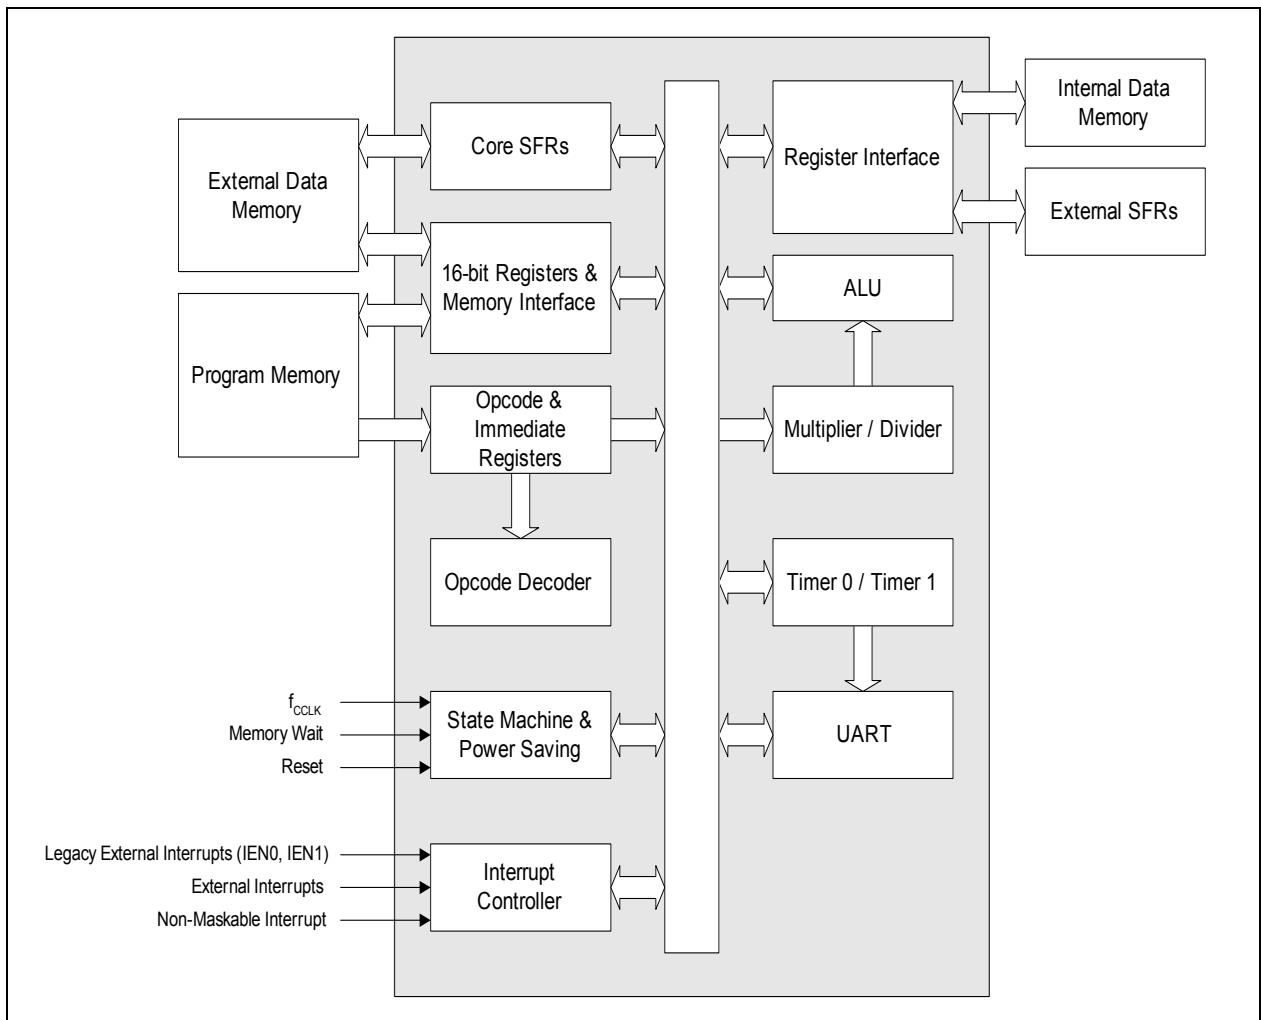 Internal Data
Memory
Core SFRs
Register Interface
External Data
Memory
External SFRs
16-bit Registers &
Memory Interface
ALU
Program Memory
Opcode &
Immediate
Registers
Multiplier / Divider
Opcode Decoder
Timer 0 / Timer 1
fCCLK
Memory Wait
Reset
State Machine &
Power Saving
UART
Legacy External Interrupts (IEN0, IEN1)
External Interrupts
Non-Maskable Interrupt
Interrupt
Controller